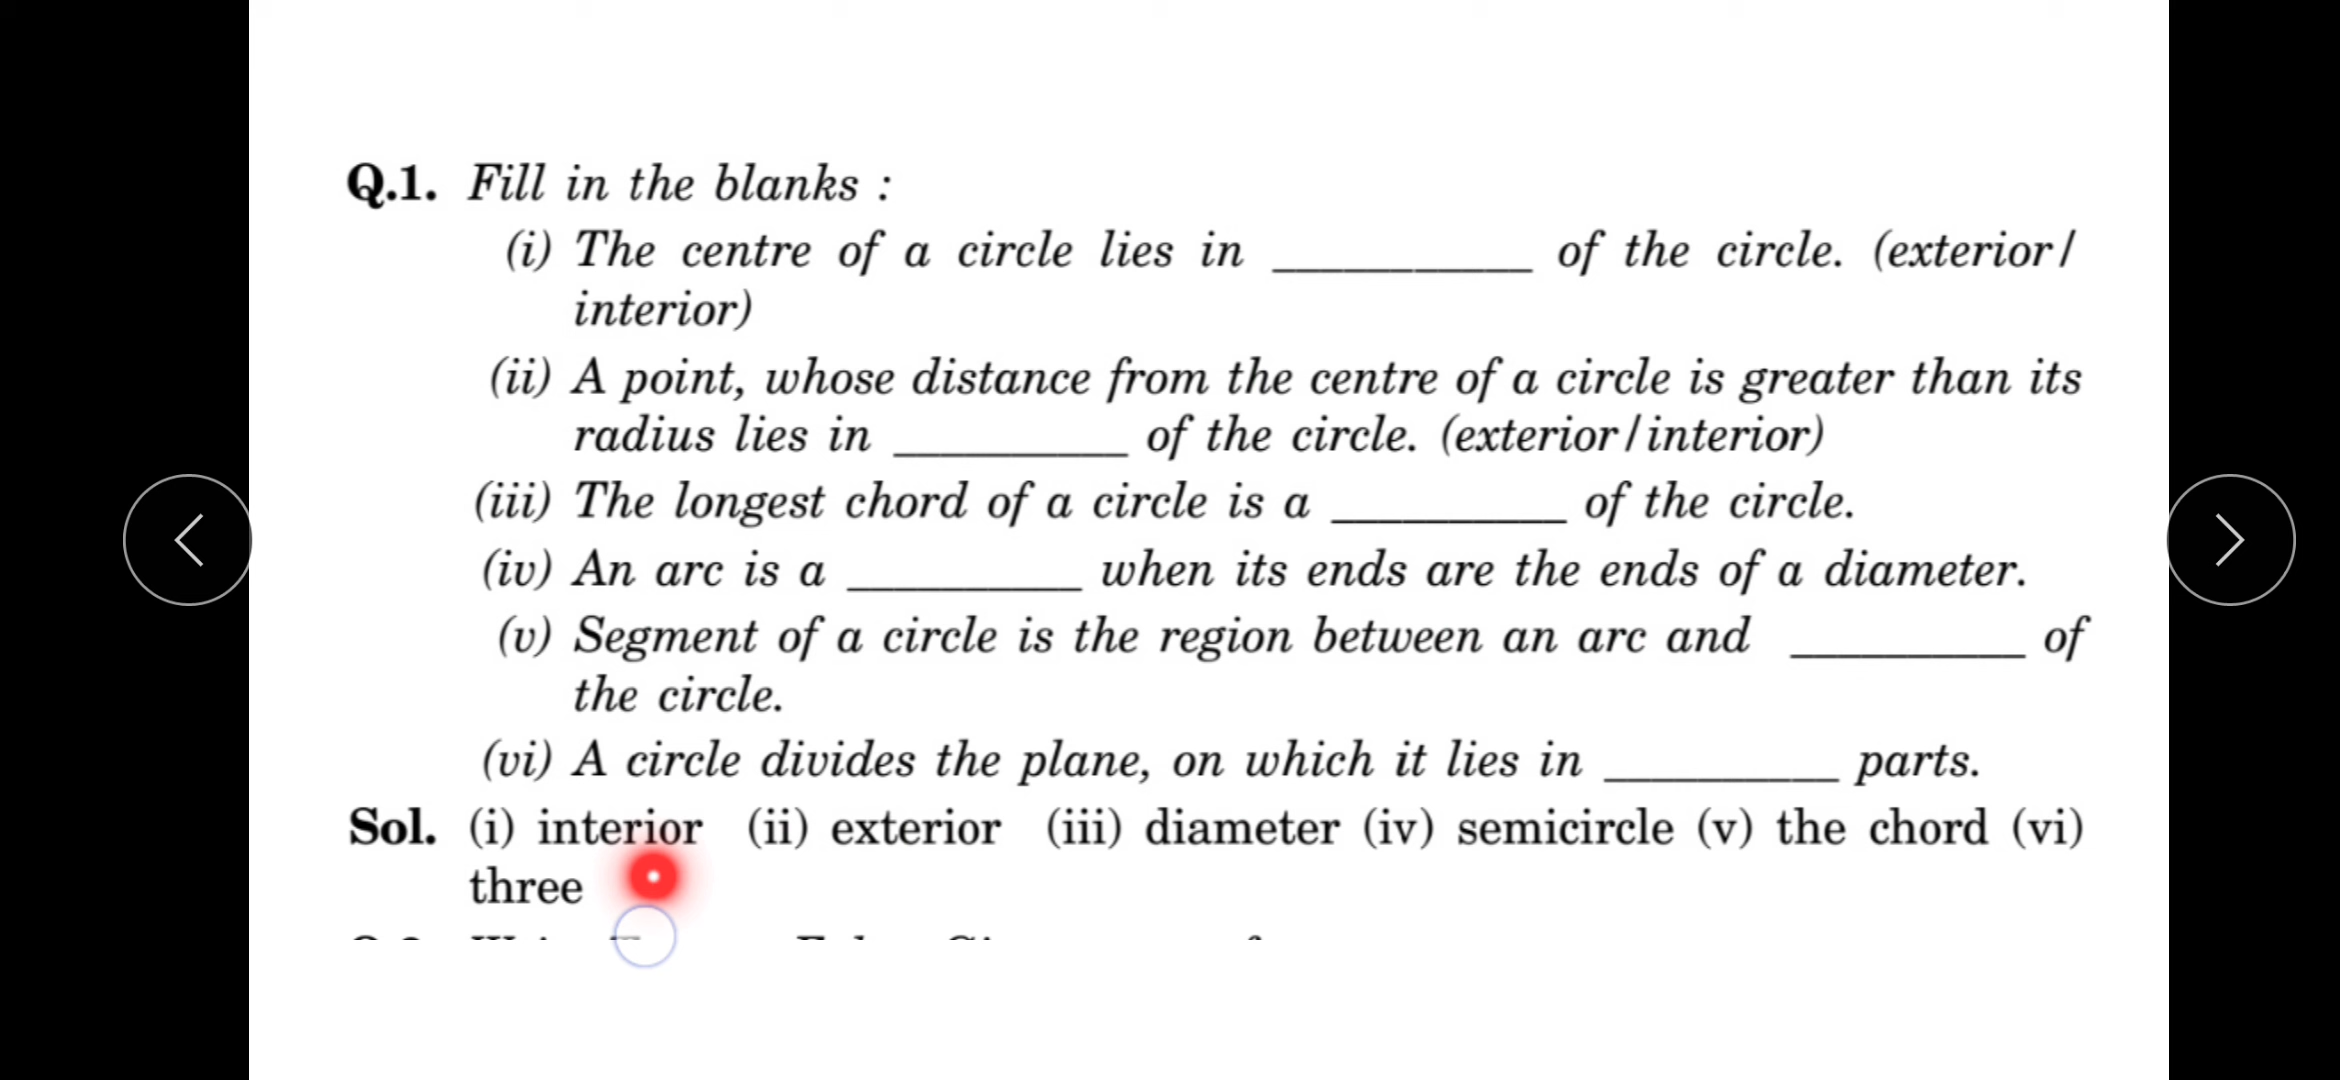 Q.1. Fill in the blanks :
(i) The centre of a circle lies in ___________ of the circle. (exterior/
interior)
(ii) A point, whose distance from the centre of a circle is greater than its
radius lies in __________ of the circle. (exterior/interior)
(iii) The longest chord of a circle is a __________ of the circle.
(iv) An arc is a __________ when its ends are the ends of a diameter.
(v) Segment of a circle is the region between an arc and __________ of
the circle.
(vi) A circle divides the plane, on which it lies in __________ parts.
Sol. (i) interior (ii) exterior (iii) diameter (iv) semicircle (v) the chord (vi)
three